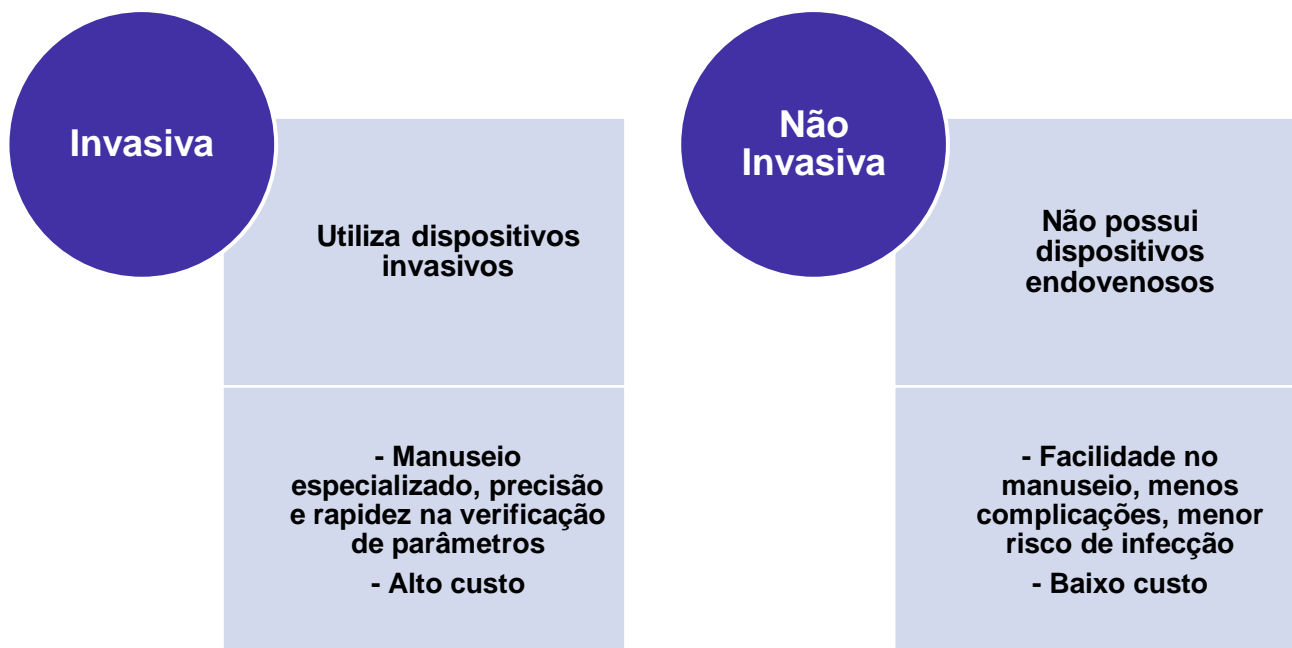 Invasiva
Utiliza dispositivos
invasivos
- Manuseio
especializado, precisão
e rapidez na verificação
de parâmetros
- Alto custo
Não
Invasiva
Não possui
dispositivos
endovenosos
- Facilidade no
manuseio, menos
complicações, menor
risco de infecção
- Baixo custo